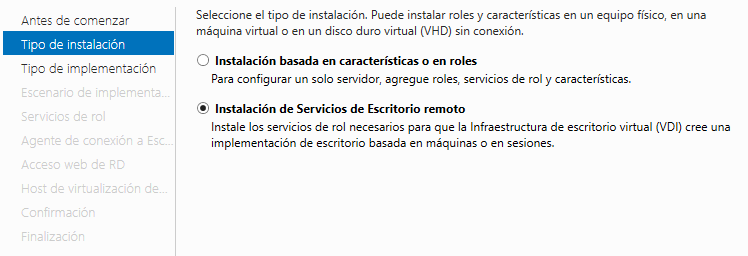 Antes de comenzar
Tipo de instalación
Tipo de implementación
Escenario de implementa...
Servicios de rol
Agente de conexión a Esc...
Acceso web de RD
Host de virtualización de...
Confirmación
Finalización
Seleccione el tipo de instalación. Puede instalar roles y características en un equipo físico, en una
máquina virtual o en un disco duro virtual (VHD) sin conexión.
Instalación basada en características o en roles
Para configurar un solo servidor, agregue roles, servicios de rol y características.
Instalación de Servicios de Escritorio remoto
Instale los servicios de rol necesarios para que la Infraestructura de escritorio virtual (VDI) cree una
implementación de escritorio basada en máquinas o en sesiones.